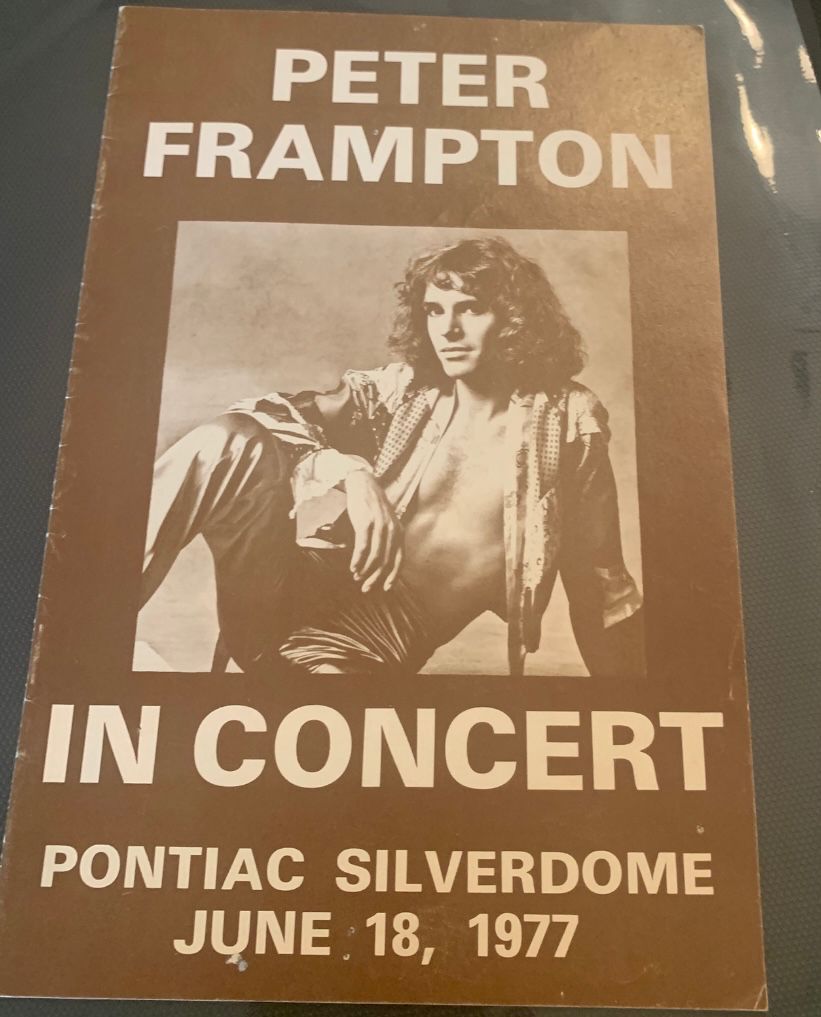 PETER
FRAMPTON
IN CONCERT
PONTIAC SILVERDOME
JUNE 18, 1977